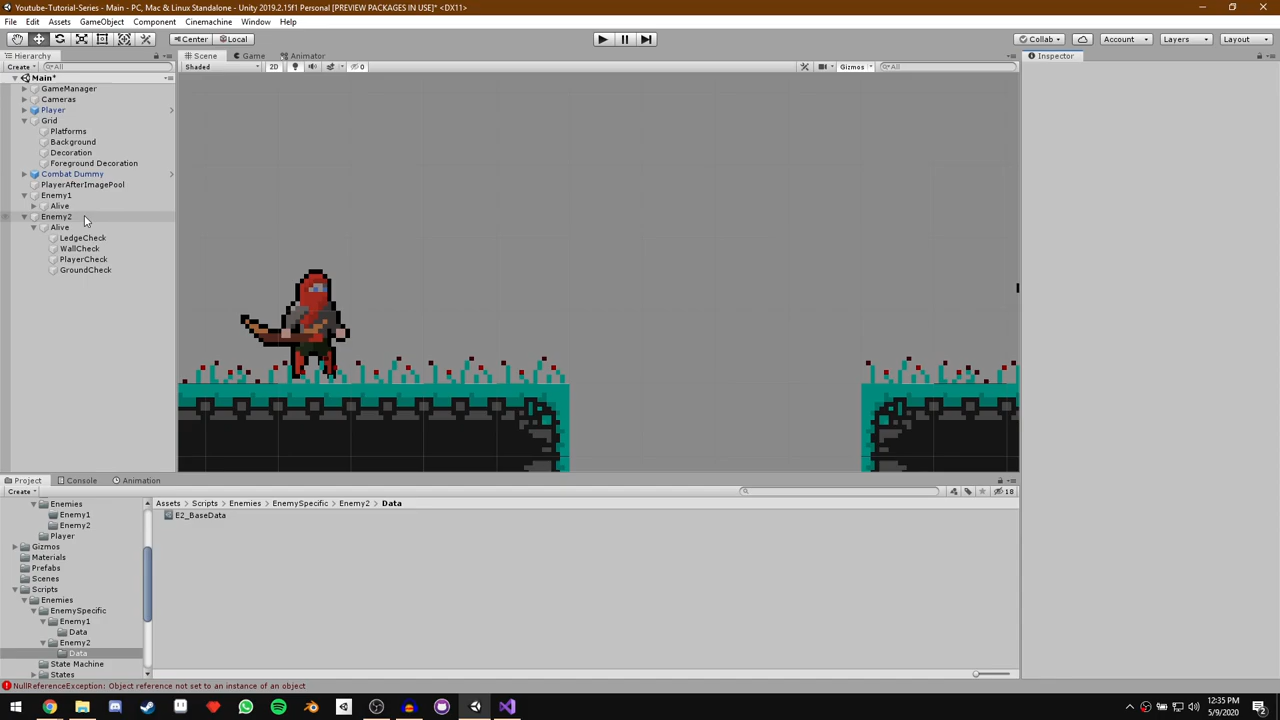 Youtube-Tutorial-Series - Main - PC, Mac & Linux Standalone - Unity 2019.2.15f1 Personal [PREVIEW PACKAGES IN USE]* <DX11>
File Edit Assets GameObject Component Cinemachine Window Help
Center Local Collab Account Layers Layout
Hierarchy Scene Game Animator Inspector
Create All Shaded 2D 0 Gizmos All
Main*
GameManager
Cameras
Player
Grid
Platforms
Background
Decoration
Foreground Decoration
Combat Dummy
PlayerAfterImagePool
Enemy1
Alive
Enemy2
Alive
LedgeCheck
WallCheck
PlayerCheck
GroundCheck
Project Console Animation
Create 18
Enemies
Enemy1
Enemy2
Player
Gizmos
Materials
Prefabs
Scenes
Scripts
Enemies
EnemySpecific
Enemy1
Data
Enemy2
Data
State Machine
States
Assets Scripts Enemies EnemySpecific Enemy2 Data
E2_BaseData
NullReferenceException: Object reference not set to an instance of an object
12:35 PM
5/9/2020
2